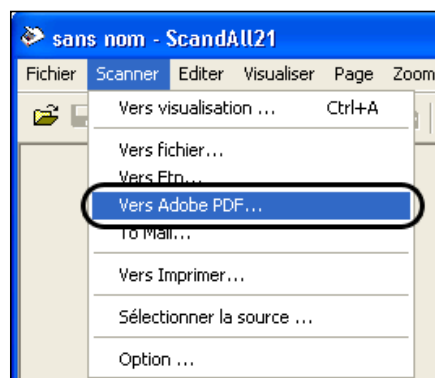 sans nom - ScandAll21
Fichier Scanner Editer Visualiser Page Zoom
Vers visualisation ... Ctrl+A
Vers fichier...
Vers Ftp...
Vers Adobe PDF...
To Mail...
Vers Imprimer...
Sélectionner la source ...
Option ...